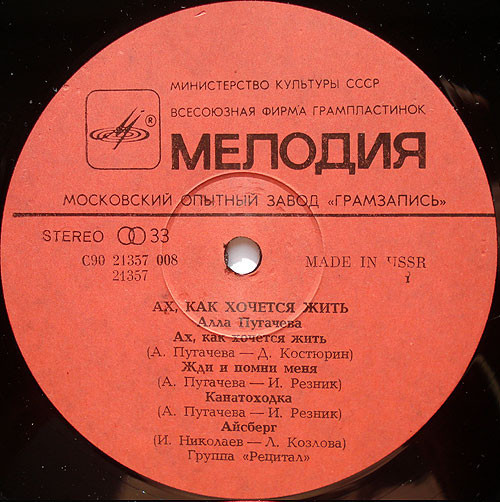 МИНИСТЕРСТВО КУЛЬТУРЫ СССР
ВСЕСОЮЗНАЯ ФИРМА ГРАМПЛАСТИНОК
®
МЕЛОДИЯ
МОСКОВСКИЙ ОПЫТНЫЙ ЗАВОД «ГРАМЗАПИСЬ»
STEREO 33
С90 21357 008
21357
MADE IN USSR
1
АХ, КАК ХОЧЕТСЯ ЖИТЬ
Алла Пугачева
Ах, как хочется жить
(А. Пугачева — Д. Костюрин)
Жди и помни меня
(А. Пугачева — И. Резник)
Канатоходка
(А. Пугачева — И. Резник)
Айсберг
(И. Николаев — Л. Козлова)
Группа «Рецитал»